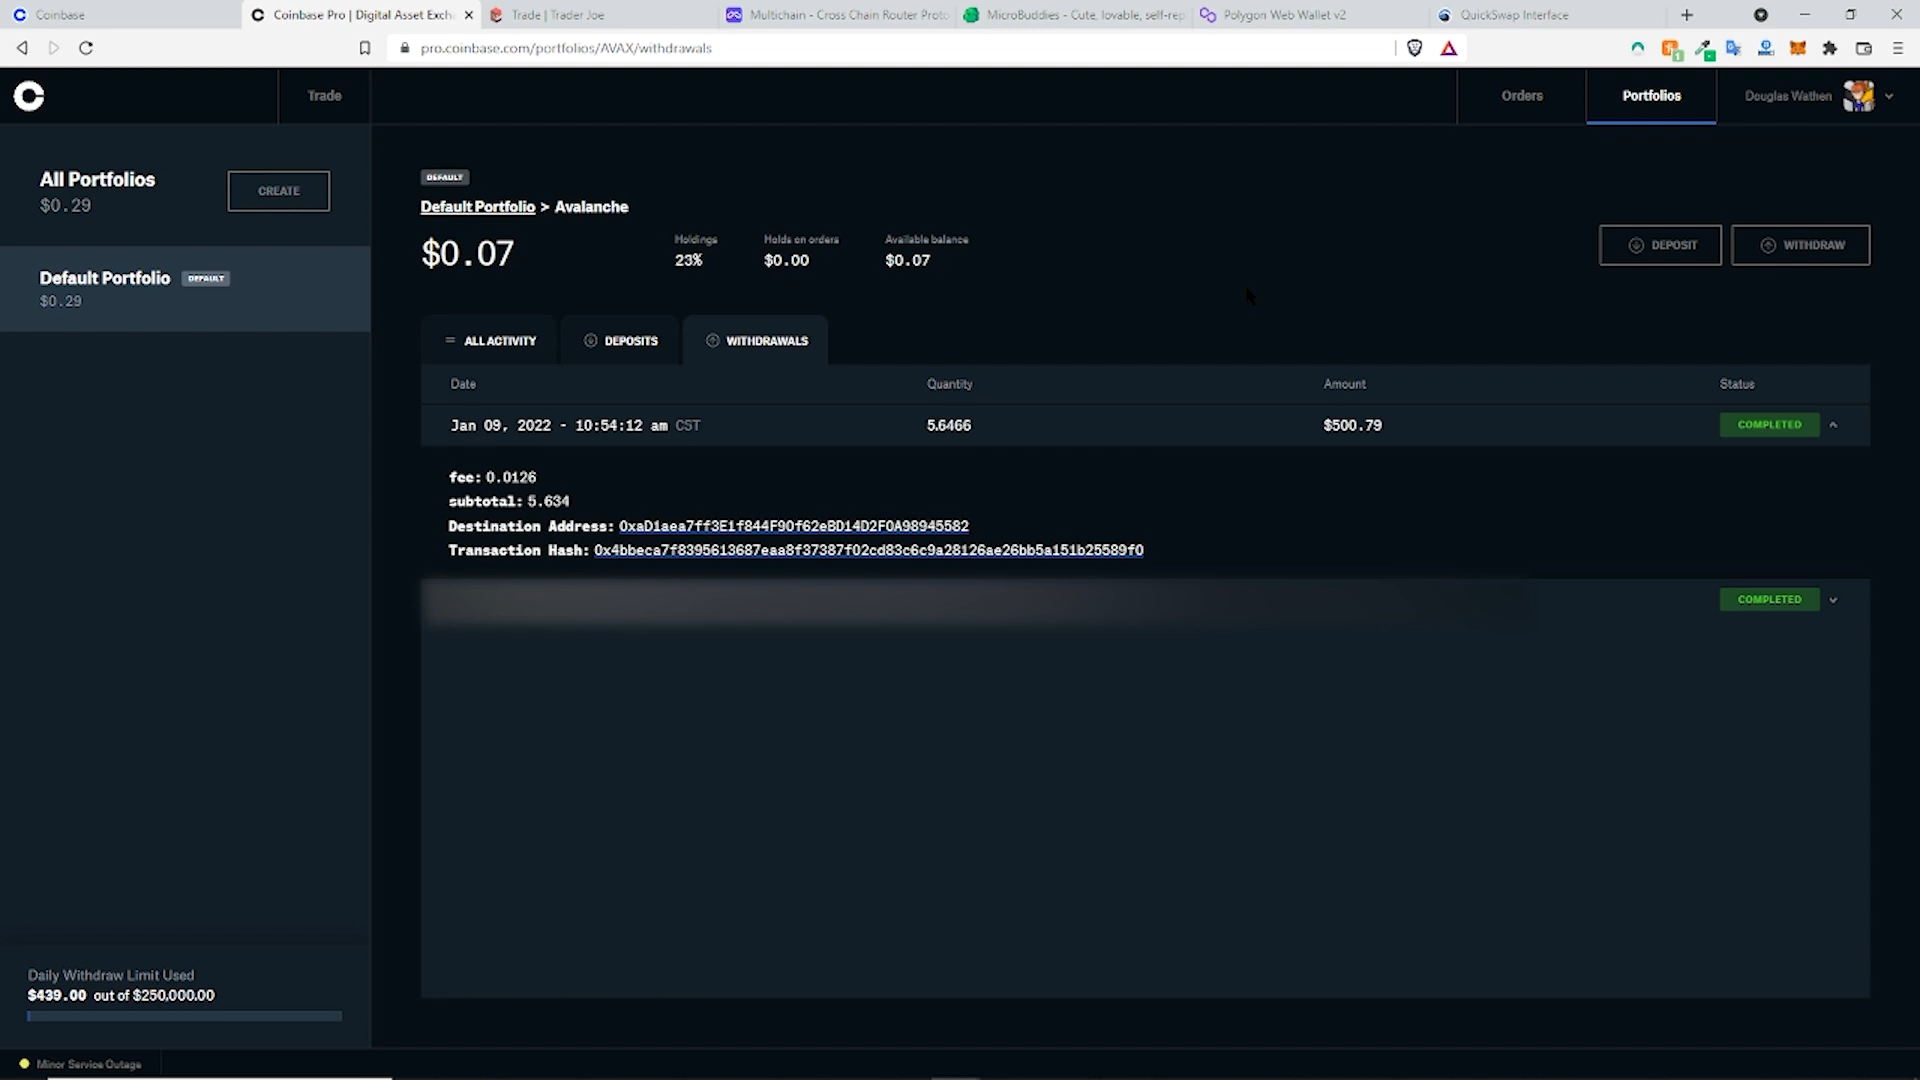 Coinbase
Coinbase Pro | Digital Asset Exch
Trade | Trader Joe
Multichain - Cross Chain Router Proto
MicroBuddies - Cute, lovable, self-rep
Polygon Web Wallet v2
QuickSwap Interface
pro.coinbase.com/portfolios/AVAX/withdrawals
Trade
Orders
Portfolios
Douglas Wathen
All Portfolios
$0.29
CREATE
Default Portfolio DEFAULT
$0.29
DEFAULT
Default Portfolio > Avalanche
$0.07
Holdings
23%
Holds on orders
$0.00
Available balance
$0.07
DEPOSIT
WITHDRAW
ALL ACTIVITY
DEPOSITS
WITHDRAWALS
Date Quantity Amount Status
Jan 09, 2022 - 10:54:12 am CST 5.6466 $500.79 COMPLETED
fee: 0.0126
subtotal: 5.634
Destination Address: 0xaD1aea7ff3E1f844F90f62eBD14D2F0A98945582
Transaction Hash: 0x4bbeca7f8395613687eaa8f37387f02cd83c6c9a28126ae26bb5a151b25589f0
COMPLETED
Daily Withdraw Limit Used
$439.00 out of $250,000.00
Minor Service Outage